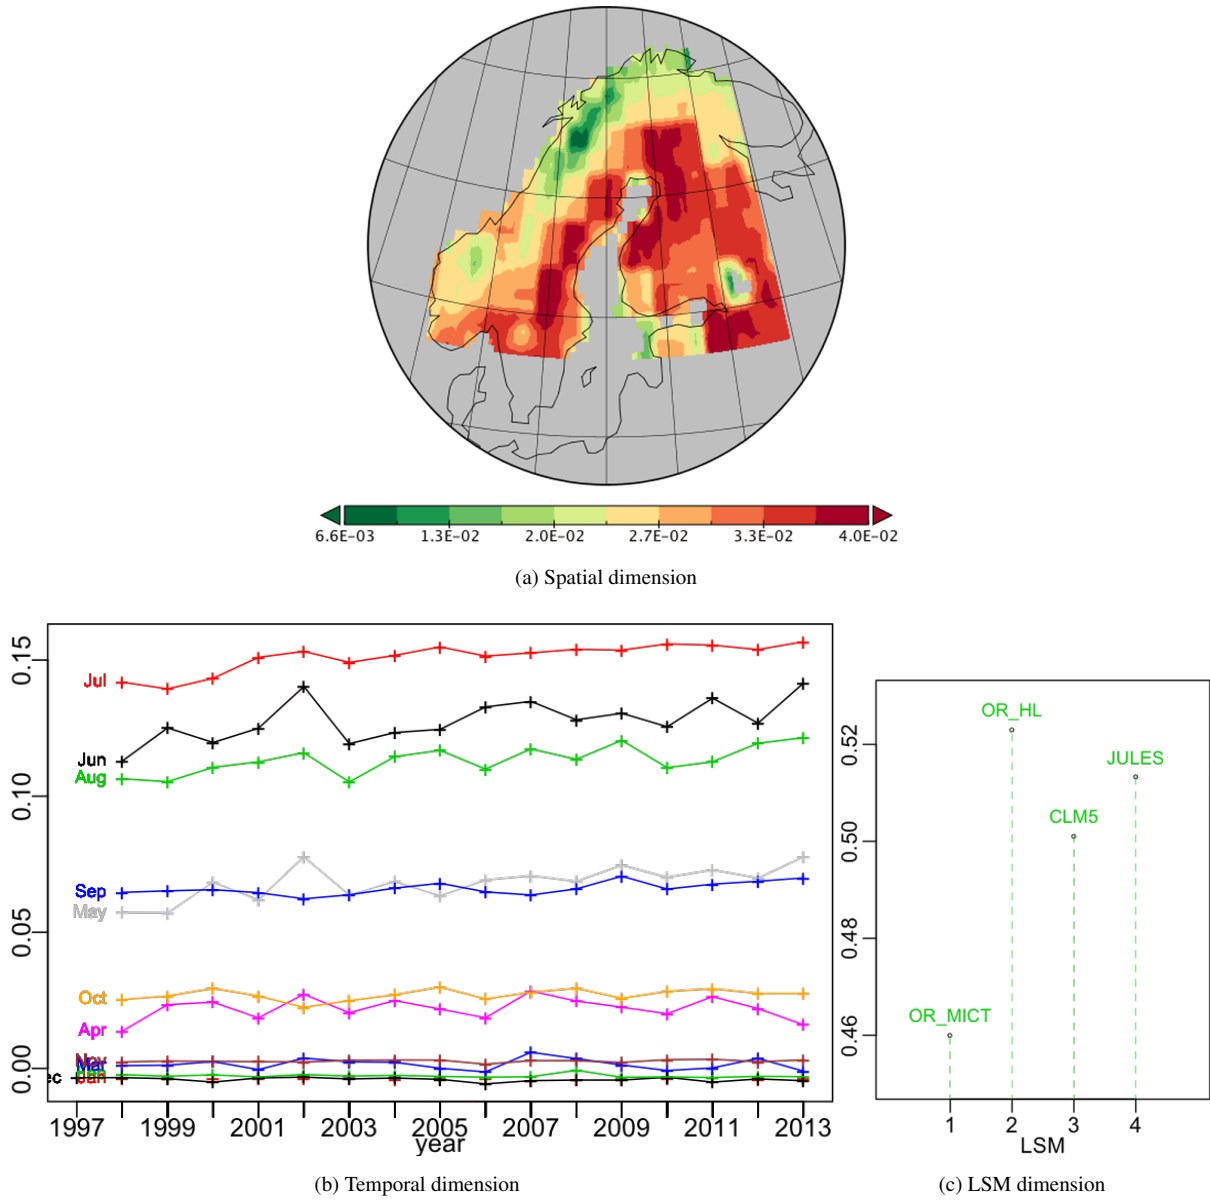 6.6E-03 1.3E-02 2.0E-02 2.7E-02 3.3E-02 4.0E-02
(a) Spatial dimension
0.15
0.10
0.05
0.00
Jul
Jun
Aug
Sep
May
Oct
Apr
Nov
Mar
Jan
1997 1999 2001 2003 2005 2007 2009 2011 2013
year
(b) Temporal dimension
0.52
0.50
0.48
0.46
OR_HL
JULES
CLM5
OR_MICT
1 2 3 4
LSM
(c) LSM dimension